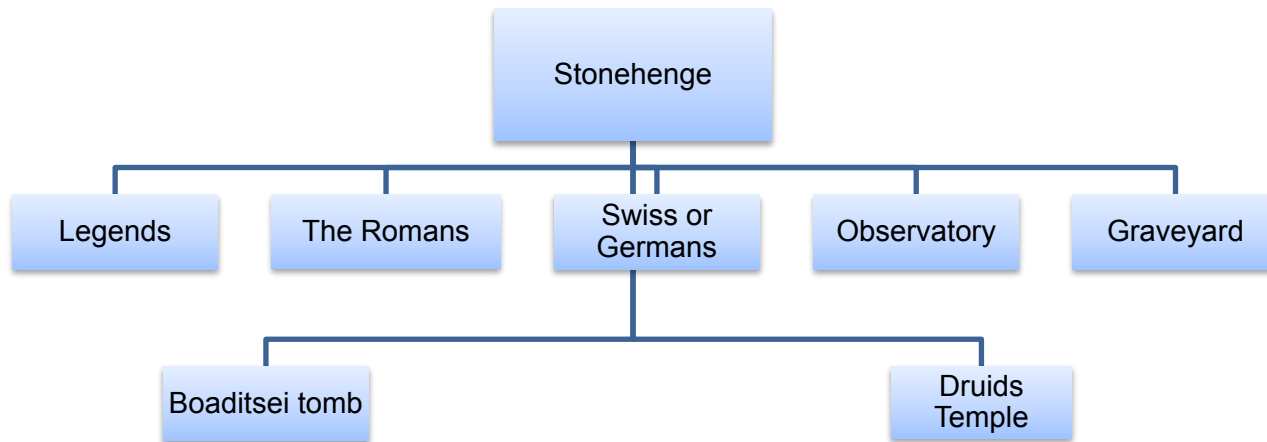 Stonehenge
Legends
The Romans
Swiss or
Germans
Observatory
Graveyard
Boaditsei tomb
Druids
Temple